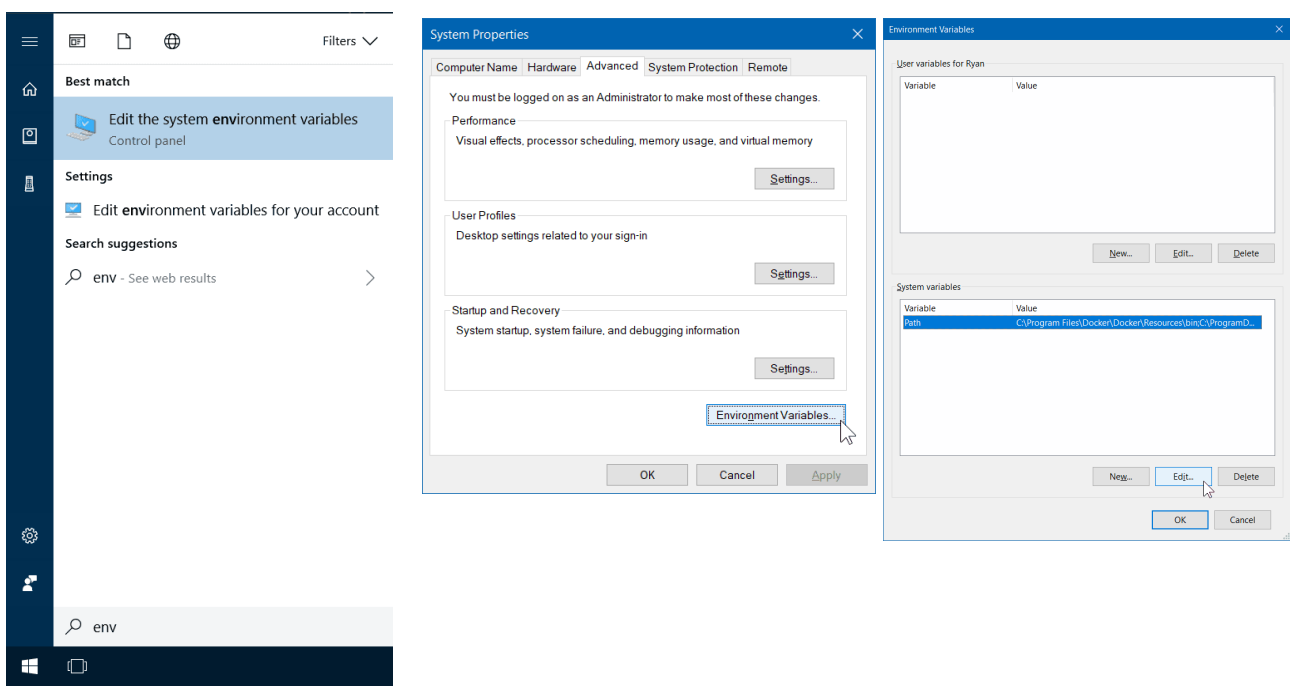 Filters
Best match
Edit the system environment variables
Control panel
Settings
Edit environment variables for your account
Search suggestions
env - See web results
env
System Properties
Computer Name Hardware Advanced System Protection Remote
You must be logged on as an Administrator to make most of these changes.
Performance
Visual effects, processor scheduling, memory usage, and virtual memory
Settings...
User Profiles
Desktop settings related to your sign-in
Settings...
Startup and Recovery
System startup, system failure, and debugging information
Settings...
Environment Variables...
OK Cancel Apply
Environment Variables
User variables for Ryan
Variable Value
New... Edit... Delete
System variables
Variable Value
Path C:\Program Files\Docker\Docker\Resources\bin;C:\ProgramD...
New... Edit... Delete
OK Cancel